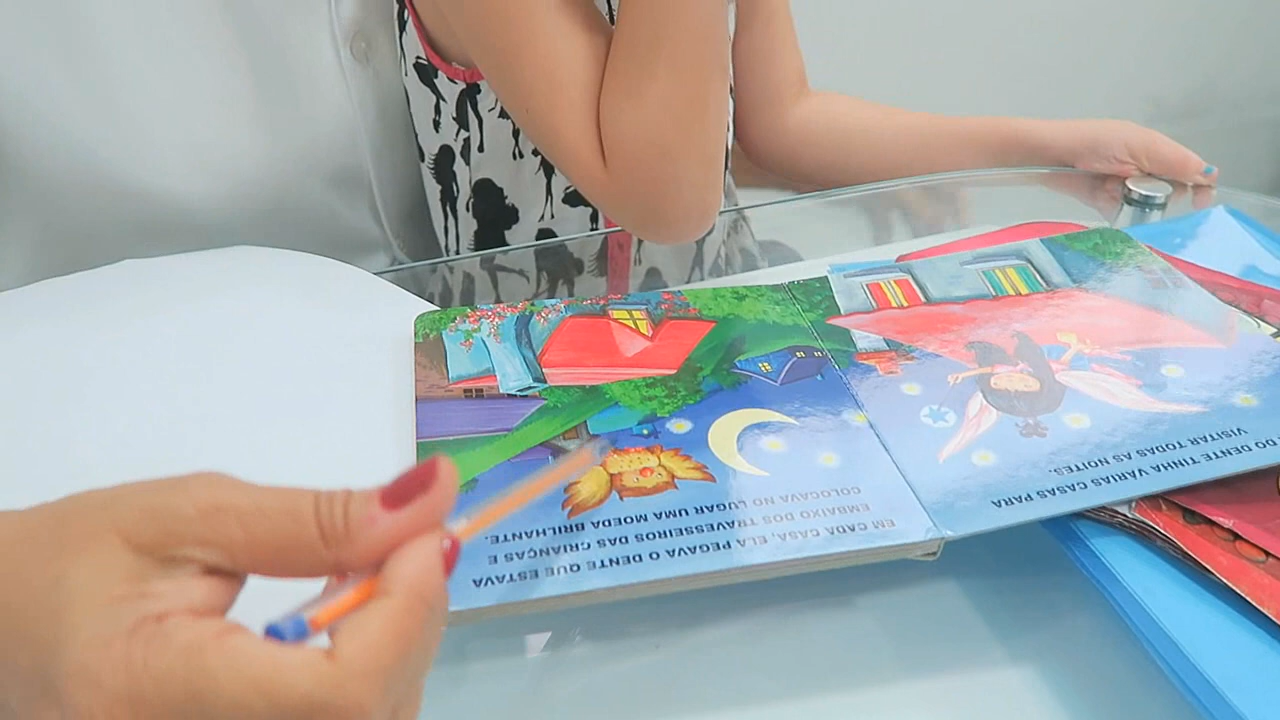 DO DENTE TINHA VÁRIAS CASAS PARA
VISITAR TODAS AS NOITES.
EM CADA CASA, ELA PEGAVA O DENTE QUE ESTAVA
EMBAIXO DOS TRAVESSEIROS DAS CRIANÇAS E
COLOCAVA NO LUGAR UMA MOEDA BRILHANTE.